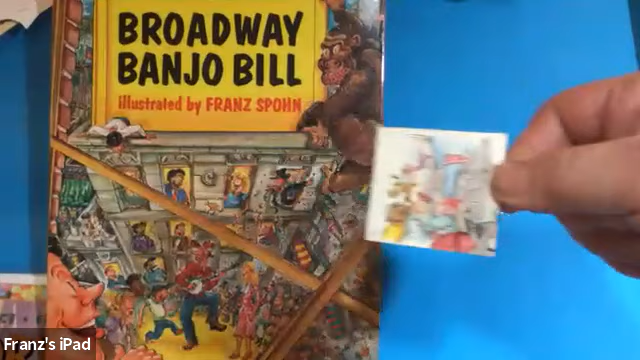 BROADWAY
BANJO BILL
illustrated by FRANZ SPOHN
Franz's iPad